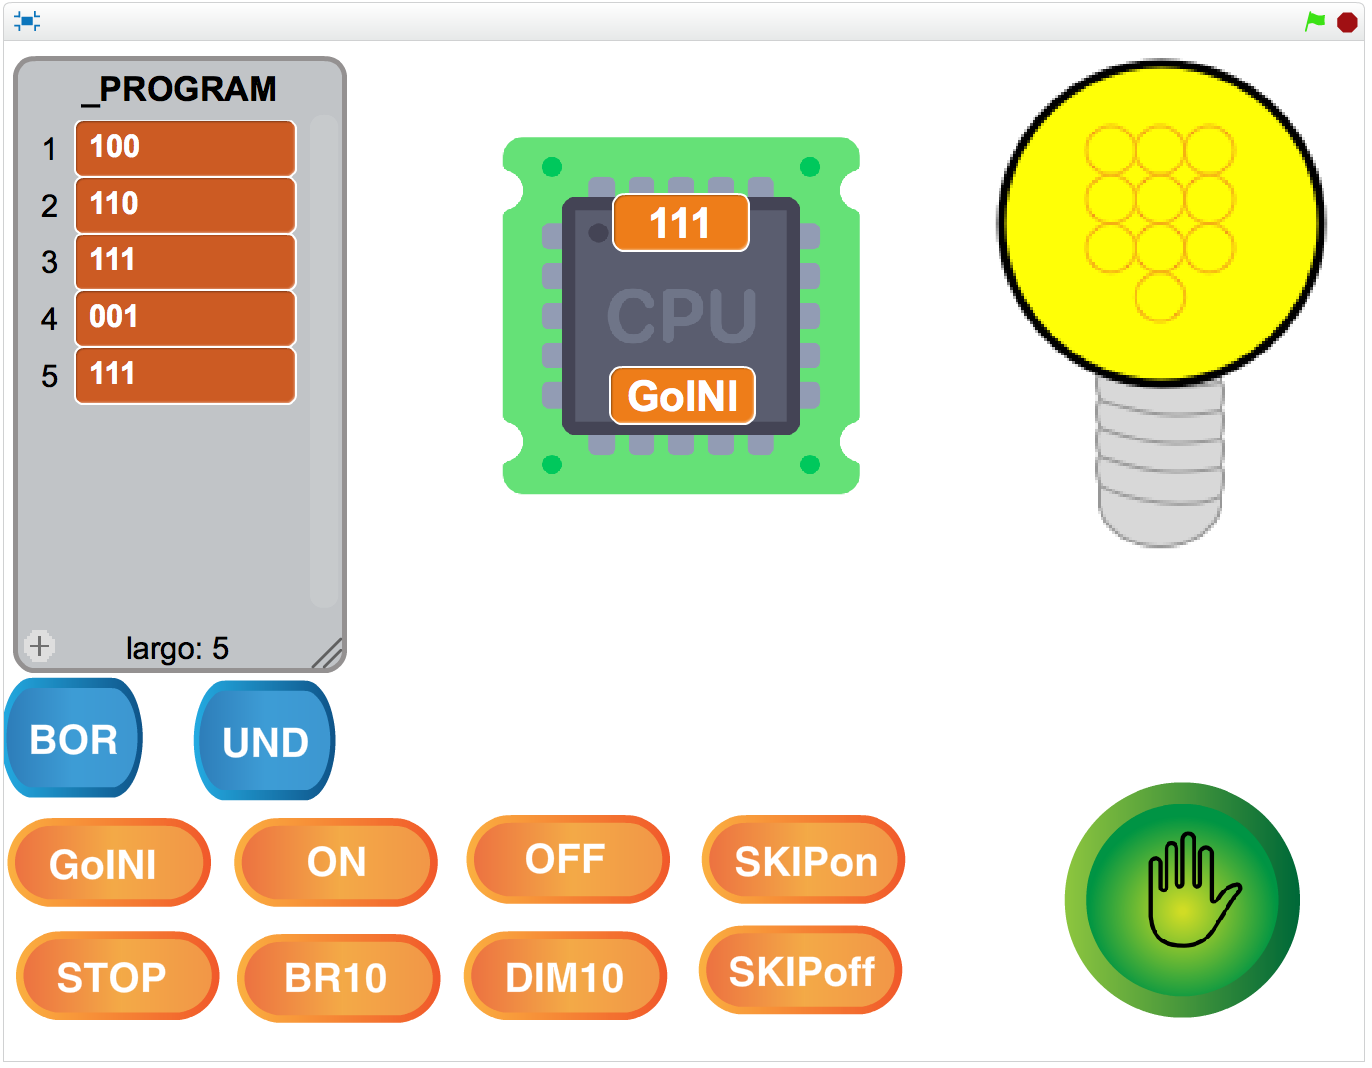 _PROGRAM
1 100
2 110
3 111
4 001
5 111
largo: 5
111
CPU
GoINI
BOR UND
GoINI ON OFF SKIPon
STOP BR10 DIM10 SKIPoff